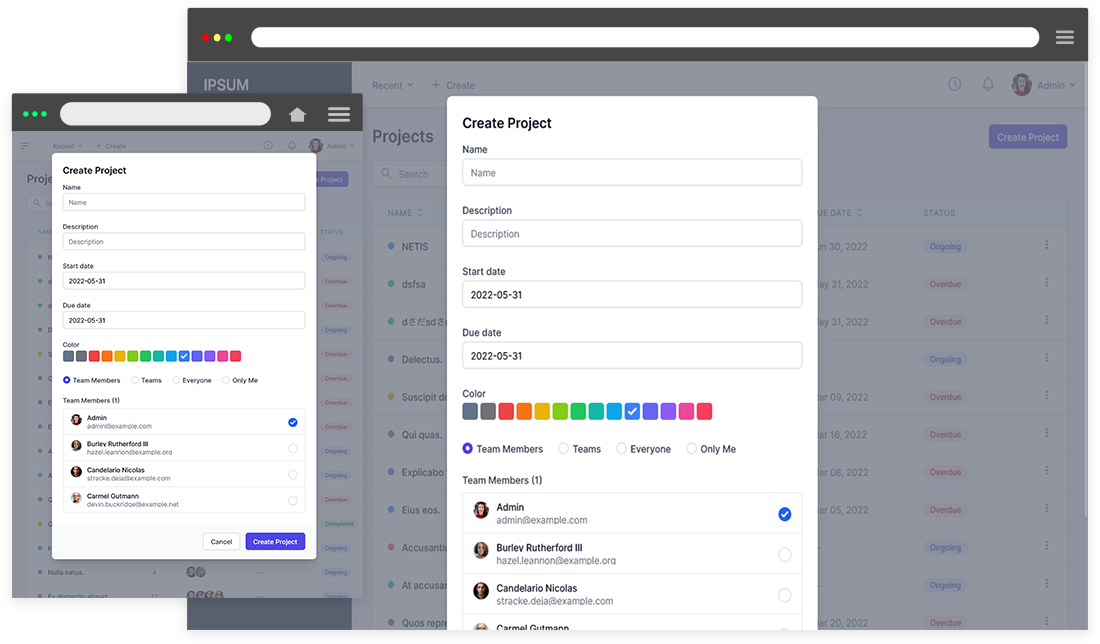 IPSUM
Recent
Create
Admin
Projects
Create Project
Search
NAME
DUE DATE
STATUS
NETIS
Jun 30, 2022
Ongoing
dsfsa
May 31, 2022
Overdue
May 31, 2022
Overdue
Delectus.
Ongoing
Suscipit do
Mar 09, 2022
Overdue
Qui quas.
Mar 16, 2022
Overdue
Explicabo
Mar 08, 2022
Overdue
Eius eos.
Mar 05, 2022
Overdue
Accusantiu
Ongoing
At accusar
Ongoing
Quos repre
Mar 20, 2022
Overdue
Create Project
Name
Name
Description
Description
Start date
2022-05-31
Due date
2022-05-31
Color
Team Members
Teams
Everyone
Only Me
Team Members (1)
Admin
admin@example.com
Burley Rutherford III
hazel.leannon@example.org
Candelario Nicolas
stracke.deja@example.com
Carmel Gutmann
Recent
Create
Admin
Proje
Project
NAM
STATUS
Ongoing
Overdue
Overdue
Ongoing
Overdue
Overdue
Overdue
Overdue
Ongoing
Ongoing
Overdue
Completed
Ongoing
Nulla natus.
4
—
Ongoing
Ex distinctio aliquid.
12
Ongoing
Create Project
Name
Name
Description
Description
Start date
2022-05-31
Due date
2022-05-31
Color
Team Members
Teams
Everyone
Only Me
Team Members (1)
Admin
admin@example.com
Burley Rutherford III
hazel.leannon@example.org
Candelario Nicolas
stracke.deja@example.com
Carmel Gutmann
devin.buckridge@example.net
Cancel
Create Project